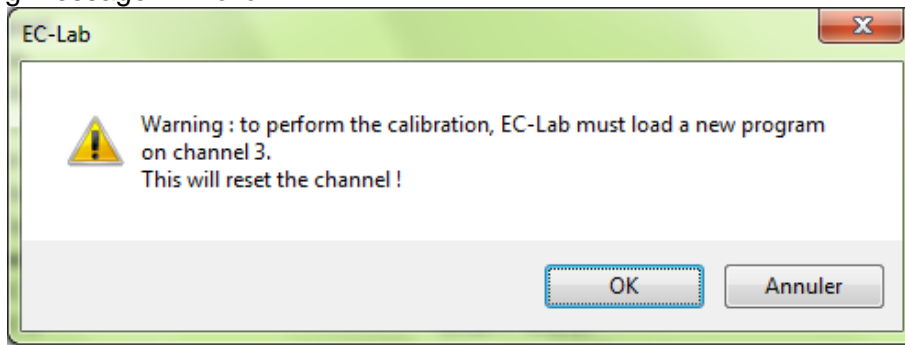 EC-Lab
Warning : to perform the calibration, EC-Lab must load a new program
on channel 3.
This will reset the channel !
OK
Annuler